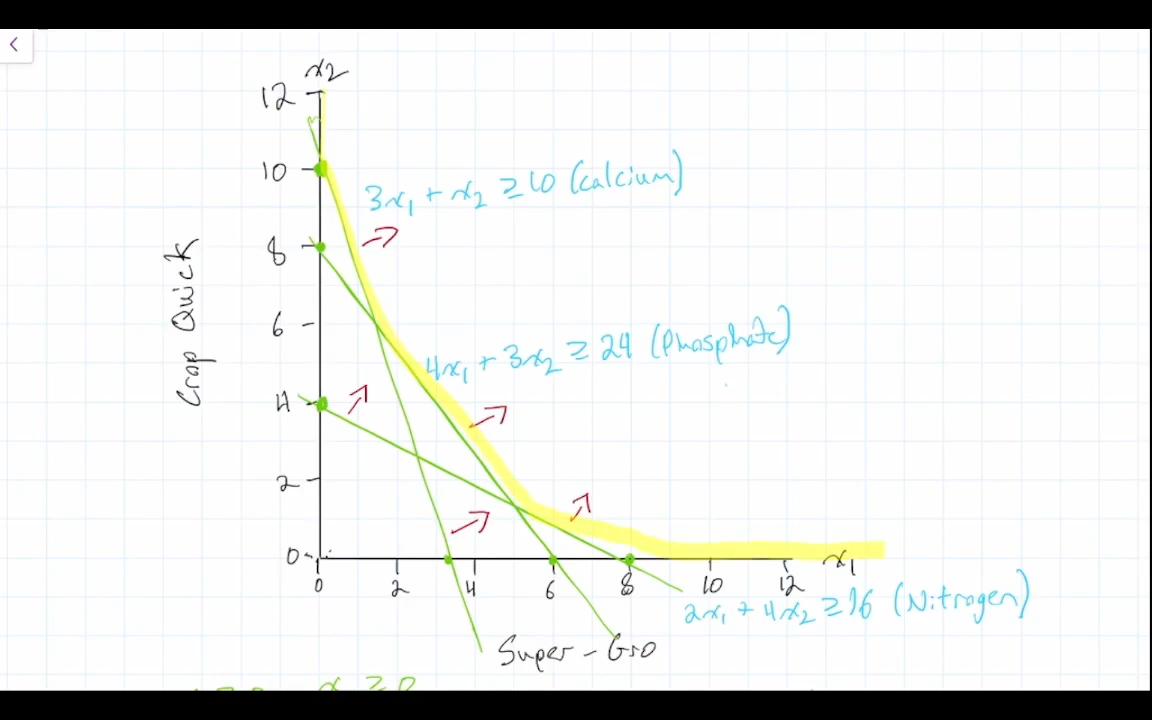 x2
12
10
3x₁ + x₂ ≥ 10 (Calcium)
8
Crop Quick
6
4x₁ + 3x₂ ≥ 24 (Phosphate)
4
2
0
x₁
0 2 4 6 8 10 12
2x₁ + 4x₂ ≥ 16 (Nitrogen)
Super - Gro
≥ 0